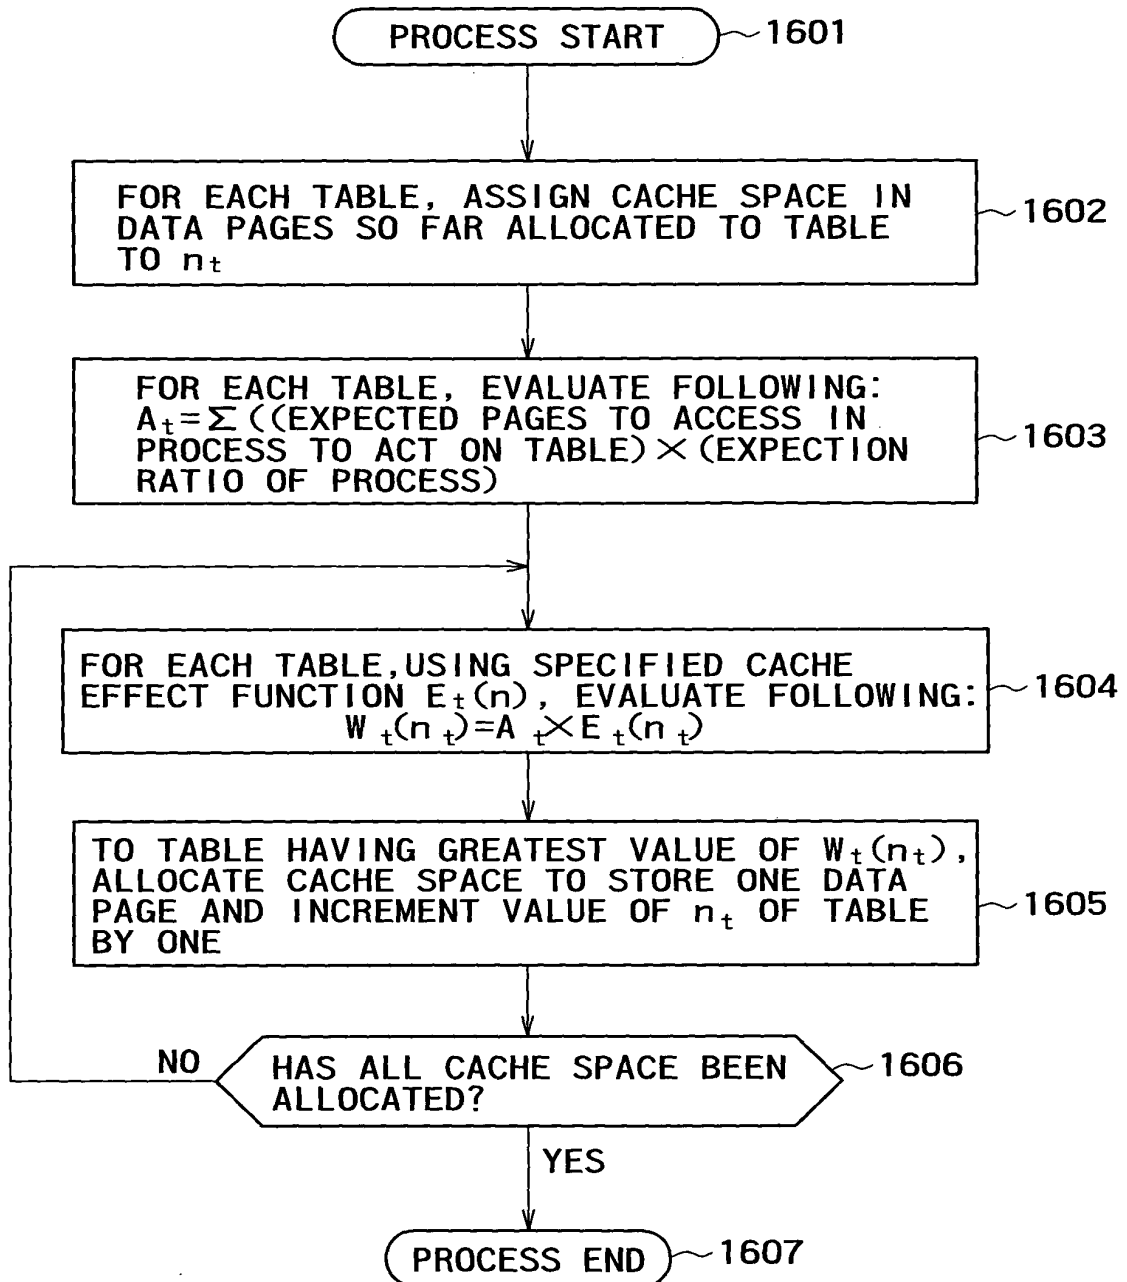 PROCESS START
1601
FOR EACH TABLE, ASSIGN CACHE SPACE IN
DATA PAGES SO FAR ALLOCATED TO TABLE
TO nt
1602
FOR EACH TABLE, EVALUATE FOLLOWING:
At=Σ((EXPECTED PAGES TO ACCESS IN
PROCESS TO ACT ON TABLE)×(EXPECTION
RATIO OF PROCESS)
1603
FOR EACH TABLE,USING SPECIFIED CACHE
EFFECT FUNCTION Et(n), EVALUATE FOLLOWING:
Wt(nt)=At×Et(nt)
1604
TO TABLE HAVING GREATEST VALUE OF Wt(nt),
ALLOCATE CACHE SPACE TO STORE ONE DATA
PAGE AND INCREMENT VALUE OF nt OF TABLE
BY ONE
1605
NO
HAS ALL CACHE SPACE BEEN
ALLOCATED?
1606
YES
PROCESS END
1607